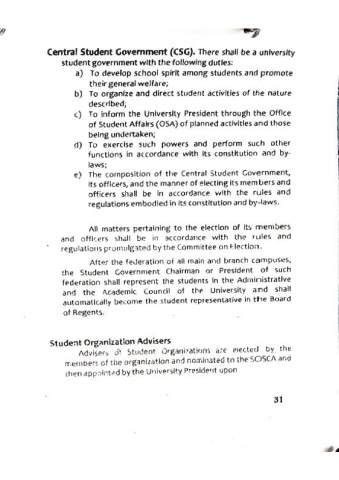 Central Student Government (CSG). There shall be a university
student government with the following duties:
a) To develop school spirit among students and promote
their general welfare;
b) To organize and direct student activities of the nature
described;
c) To inform the University President through the Office
of Student Affairs (OSA) of planned activities and those
being undertaken;
d) To exercise such powers and perform such other
functions in accordance with its constitution and by-
laws;
e) The composition of the Central Student Government,
its officers, and the manner of electing its members and
officers shall be in accordance with the rules and
regulations embodied in its constitution and by-laws.
All matters pertaining to the election of its members
and officers shall be in accordance with the rules and
regulations promulgated by the Committee on Election.
After the federation of all main and branch campuses,
the Student Government Chairman or President of such
federation shall represent the students in the Administrative
and the Academic Council of the University and shall
automatically become the student representative in the Board
of Regents.
Student Organization Advisers
Advisers of Student Organizations are elected by the
members of the organization and nominated to the SOSCA and
then appointed by the University President upon
31